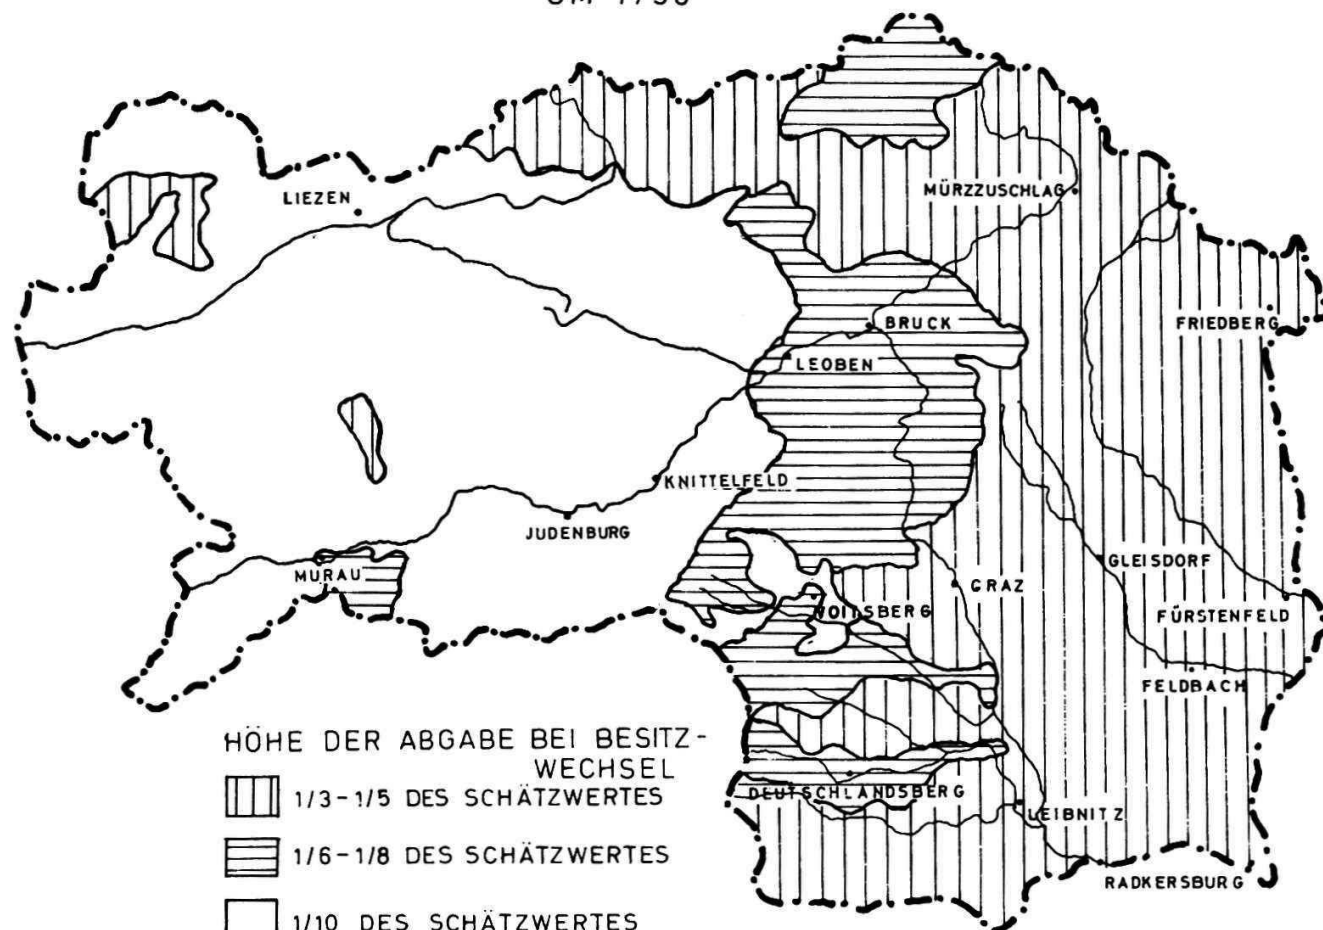 UM 1750
LIEZEN
MÜRZZUSCHLAG
BRUCK
FRIEDBERG
LEOBEN
KNITTELFELD
JUDENBURG
GLEISDORF
MURAU
GRAZ
VOITSBERG
FÜRSTENFELD
FELDBACH
HÖHE DER ABGABE BEI BESITZ-
WECHSEL
1/3-1/5 DES SCHÄTZWERTES
DEUTSCHLANDSBERG
LEIBNITZ
1/6-1/8 DES SCHÄTZWERTES
RADKERSBURG
1/10 DES SCHÄTZWERTES